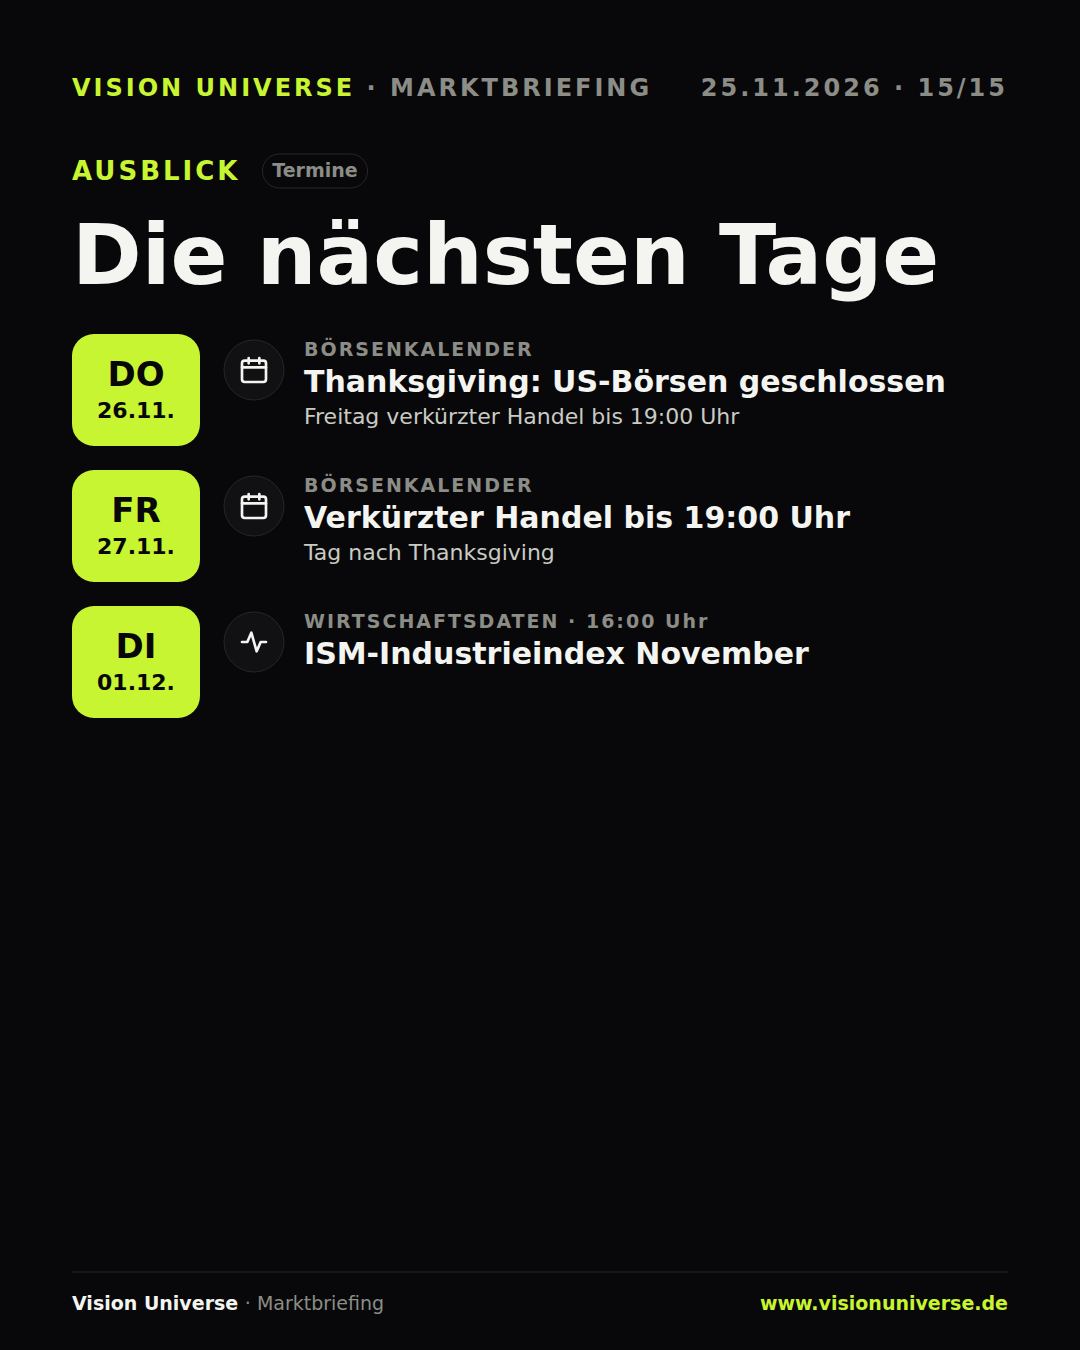 VISION UNIVERSE · MARKTBRIEFING 25.11.2026 · 15/15
AUSBLICK Termine
Die nächsten Tage
DO
26.11.
BÖRSENKALENDER
Thanksgiving: US-Börsen geschlossen
Freitag verkürzter Handel bis 19:00 Uhr
FR
27.11.
BÖRSENKALENDER
Verkürzter Handel bis 19:00 Uhr
Tag nach Thanksgiving
DI
01.12.
WIRTSCHAFTSDATEN · 16:00 Uhr
ISM-Industrieindex November
Vision Universe · Marktbriefing www.visionuniverse.de